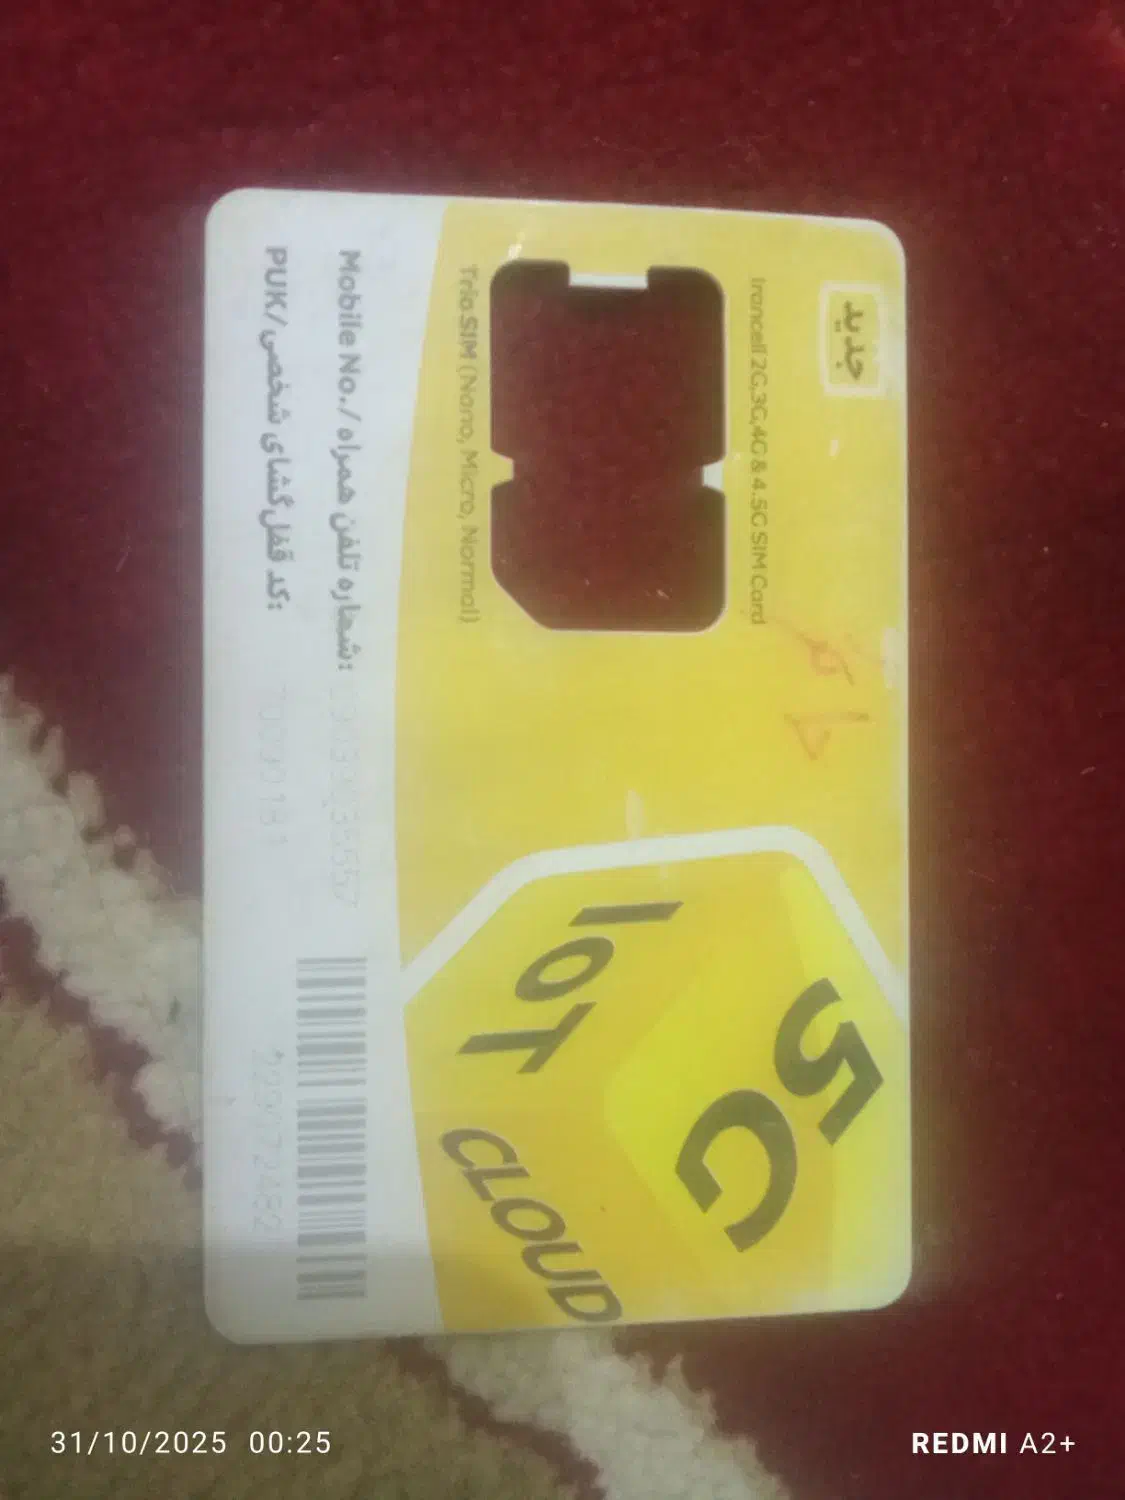 جدید
Irancell 2G,3G,4G & 4.5G SIM Card
Trio SIM (Nano, Micro, Normal)
5G
IOT
CLOUD
Mobile No./شماره تلفن همراه:
PUK/کد قفل‌گشای شخصی:
31/10/2025 00:25
REDMI A2+